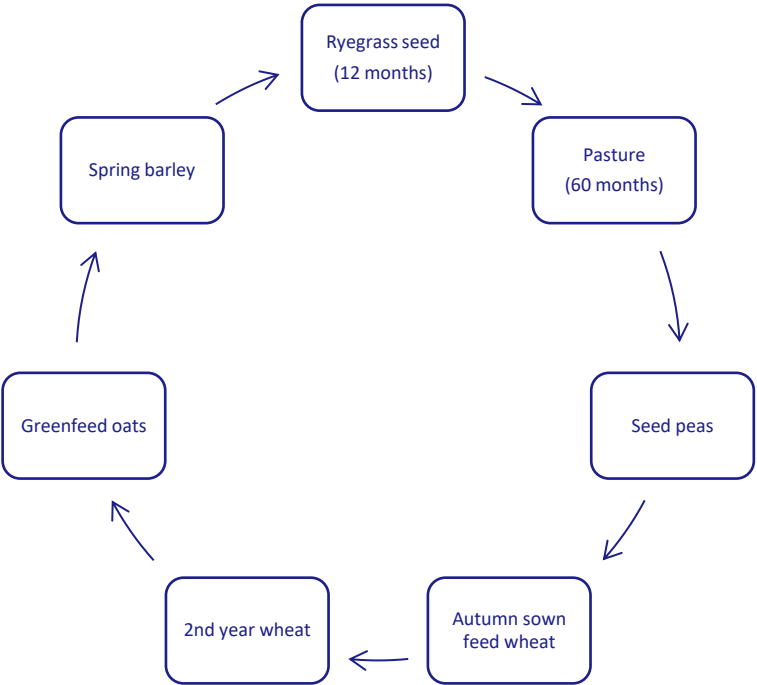 Ryegrass seed
(12 months)
Pasture
(60 months)
Seed peas
Autumn sown
feed wheat
2nd year wheat
Greenfeed oats
Spring barley